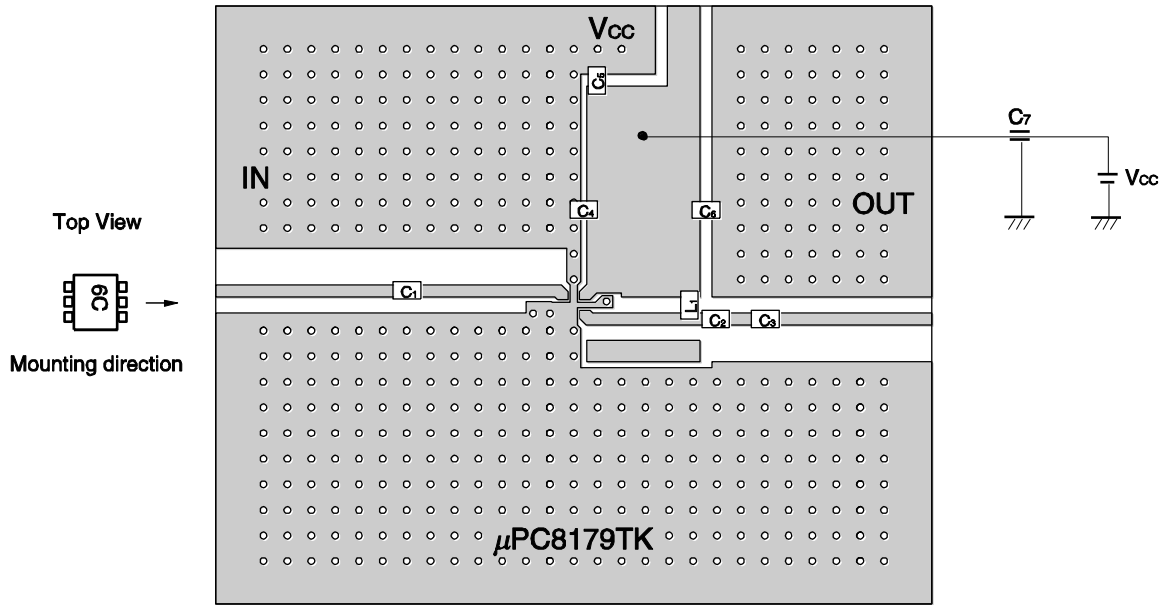 VCC
C5
C7
IN
VCC
OUT
C4
C6
Top View
6C
C1
L1
C2
C3
Mounting direction
μPC8179TK